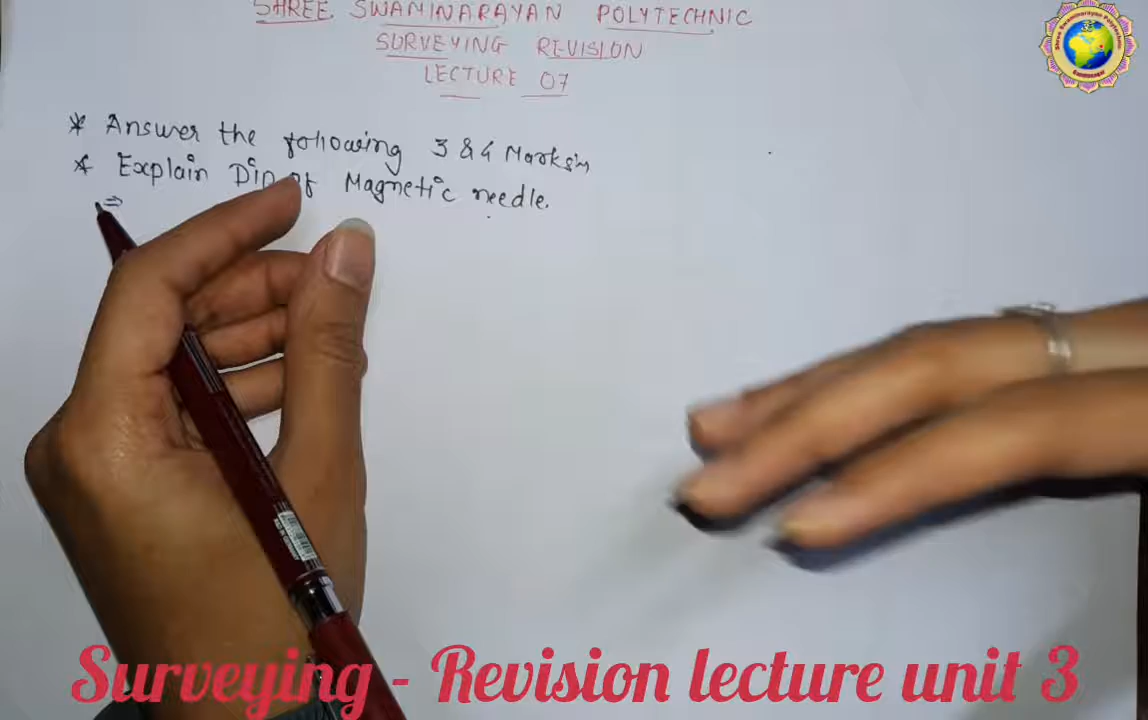 SHREE SWAMINARAYAN POLYTECHNIC
SURVEYING REVISION
LECTURE 07
* Answer the following 3 & 4 Marks:
* Explain Dip of Magnetic needle.
⇒
Surveying - Revision lecture unit 3